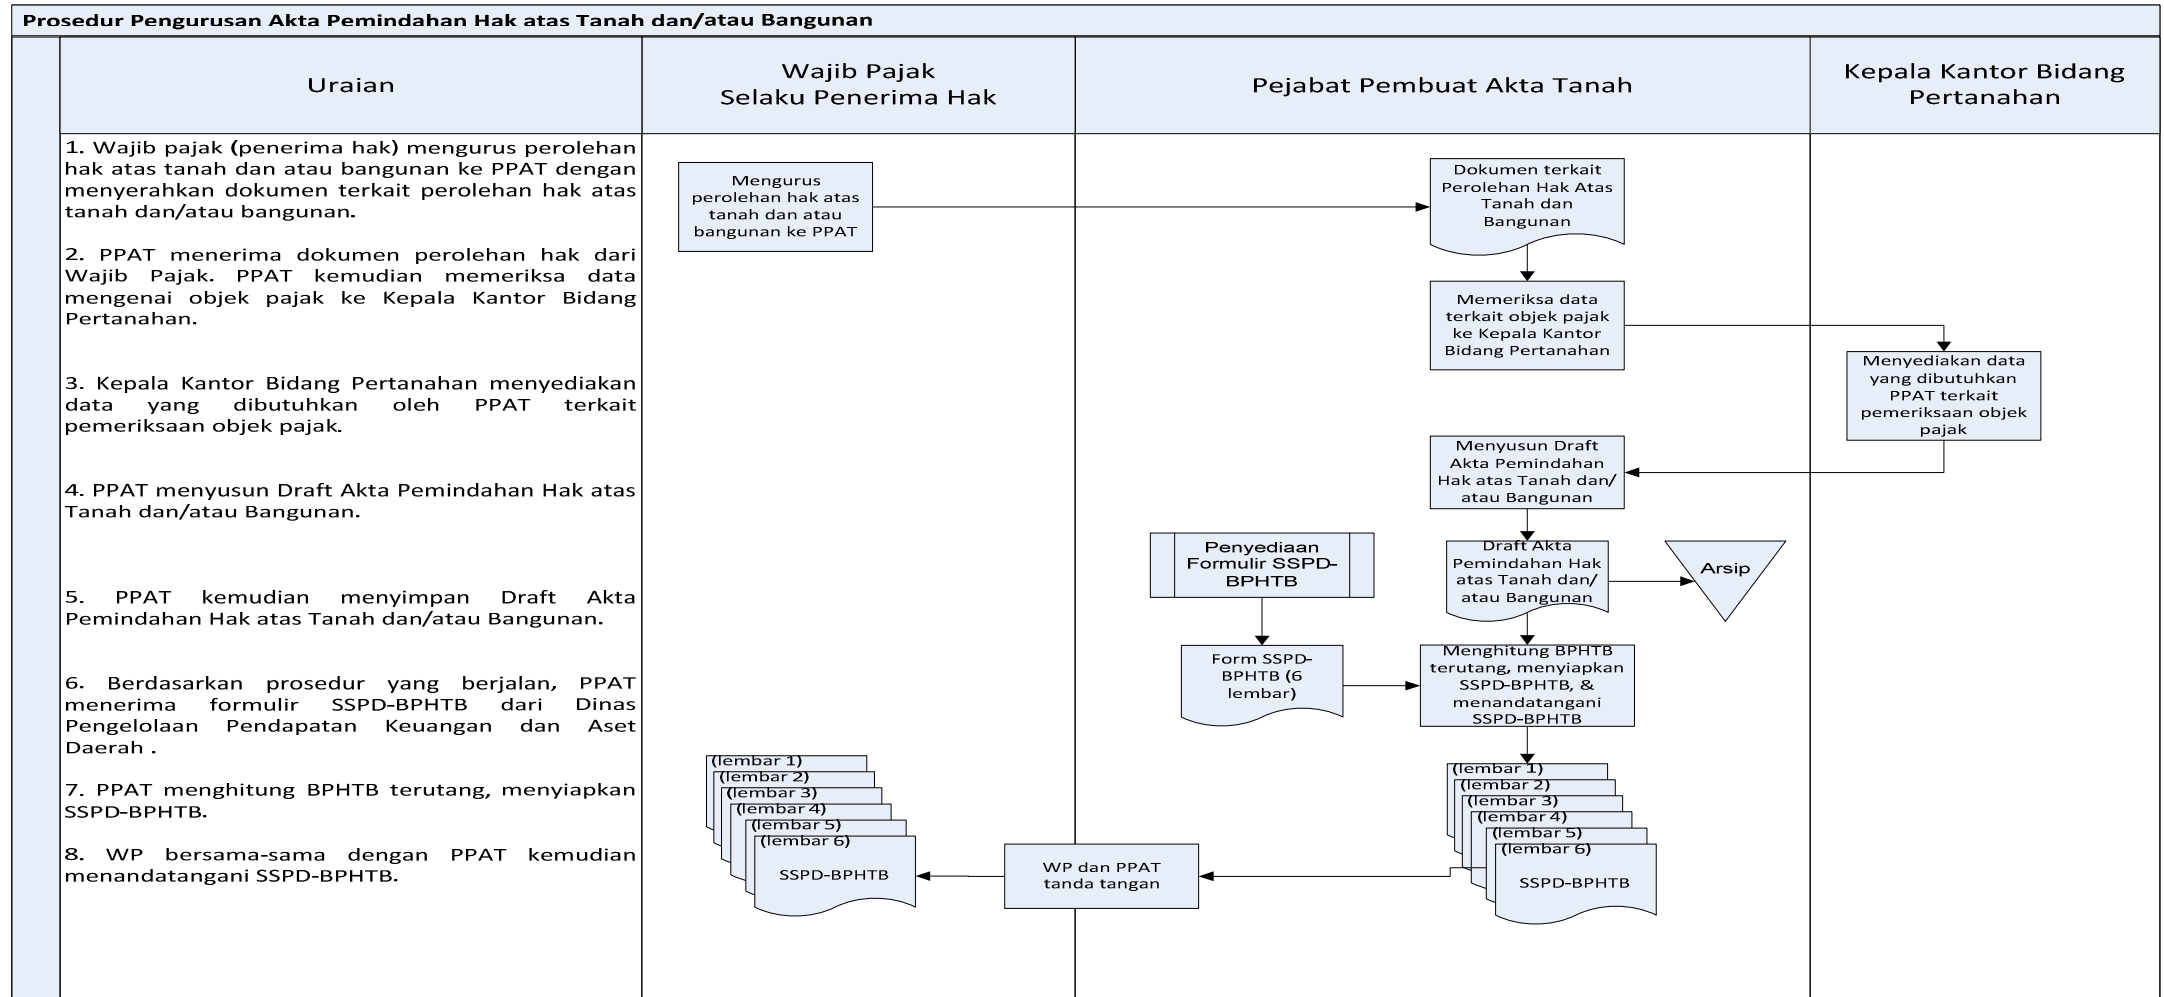 Prosedur Pengurusan Akta Pemindahan Hak atas Tanah dan/atau Bangunan
Uraian
Wajib Pajak
Selaku Penerima Hak
Pejabat Pembuat Akta Tanah
Kepala Kantor Bidang
Pertanahan
1. Wajib pajak (penerima hak) mengurus perolehan
hak atas tanah dan atau bangunan ke PPAT dengan
menyerahkan dokumen terkait perolehan hak atas
tanah dan/atau bangunan.
2. PPAT menerima dokumen perolehan hak dari
Wajib Pajak. PPAT kemudian memeriksa data
mengenai objek pajak ke Kepala Kantor Bidang
Pertanahan.
3. Kepala Kantor Bidang Pertanahan menyediakan
data yang dibutuhkan oleh PPAT terkait
pemeriksaan objek pajak.
4. PPAT menyusun Draft Akta Pemindahan Hak atas
Tanah dan/atau Bangunan.
5. PPAT kemudian menyimpan Draft Akta
Pemindahan Hak atas Tanah dan/atau Bangunan.
6. Berdasarkan prosedur yang berjalan, PPAT
menerima formulir SSPD-BPHTB dari Dinas
Pengelolaan Pendapatan Keuangan dan Aset
Daerah .
7. PPAT menghitung BPHTB terutang, menyiapkan
SSPD-BPHTB.
8. WP bersama-sama dengan PPAT kemudian
menandatangani SSPD-BPHTB.
Mengurus
perolehan hak atas
tanah dan atau
bangunan ke PPAT
Dokumen terkait
Perolehan Hak Atas
Tanah dan
Bangunan
Memeriksa data
terkait objek pajak
ke Kepala Kantor
Bidang Pertanahan
Menyediakan data
yang dibutuhkan
PPAT terkait
pemeriksaan objek
pajak
Menyusun Draft
Akta Pemindahan
Hak atas Tanah dan/
atau Bangunan
Penyediaan
Formulir SSPD-
BPHTB
Draft Akta
Pemindahan Hak
atas Tanah dan/
atau Bangunan
Arsip
Form SSPD-
BPHTB (6
lembar)
Menghitung BPHTB
terutang, menyiapkan
SSPD-BPHTB, &
menandatangani
SSPD-BPHTB
(lembar 1)
(lembar 2)
(lembar 3)
(lembar 4)
(lembar 5)
(lembar 6)
SSPD-BPHTB
WP dan PPAT
tanda tangan
(lembar 1)
(lembar 2)
(lembar 3)
(lembar 4)
(lembar 5)
(lembar 6)
SSPD-BPHTB